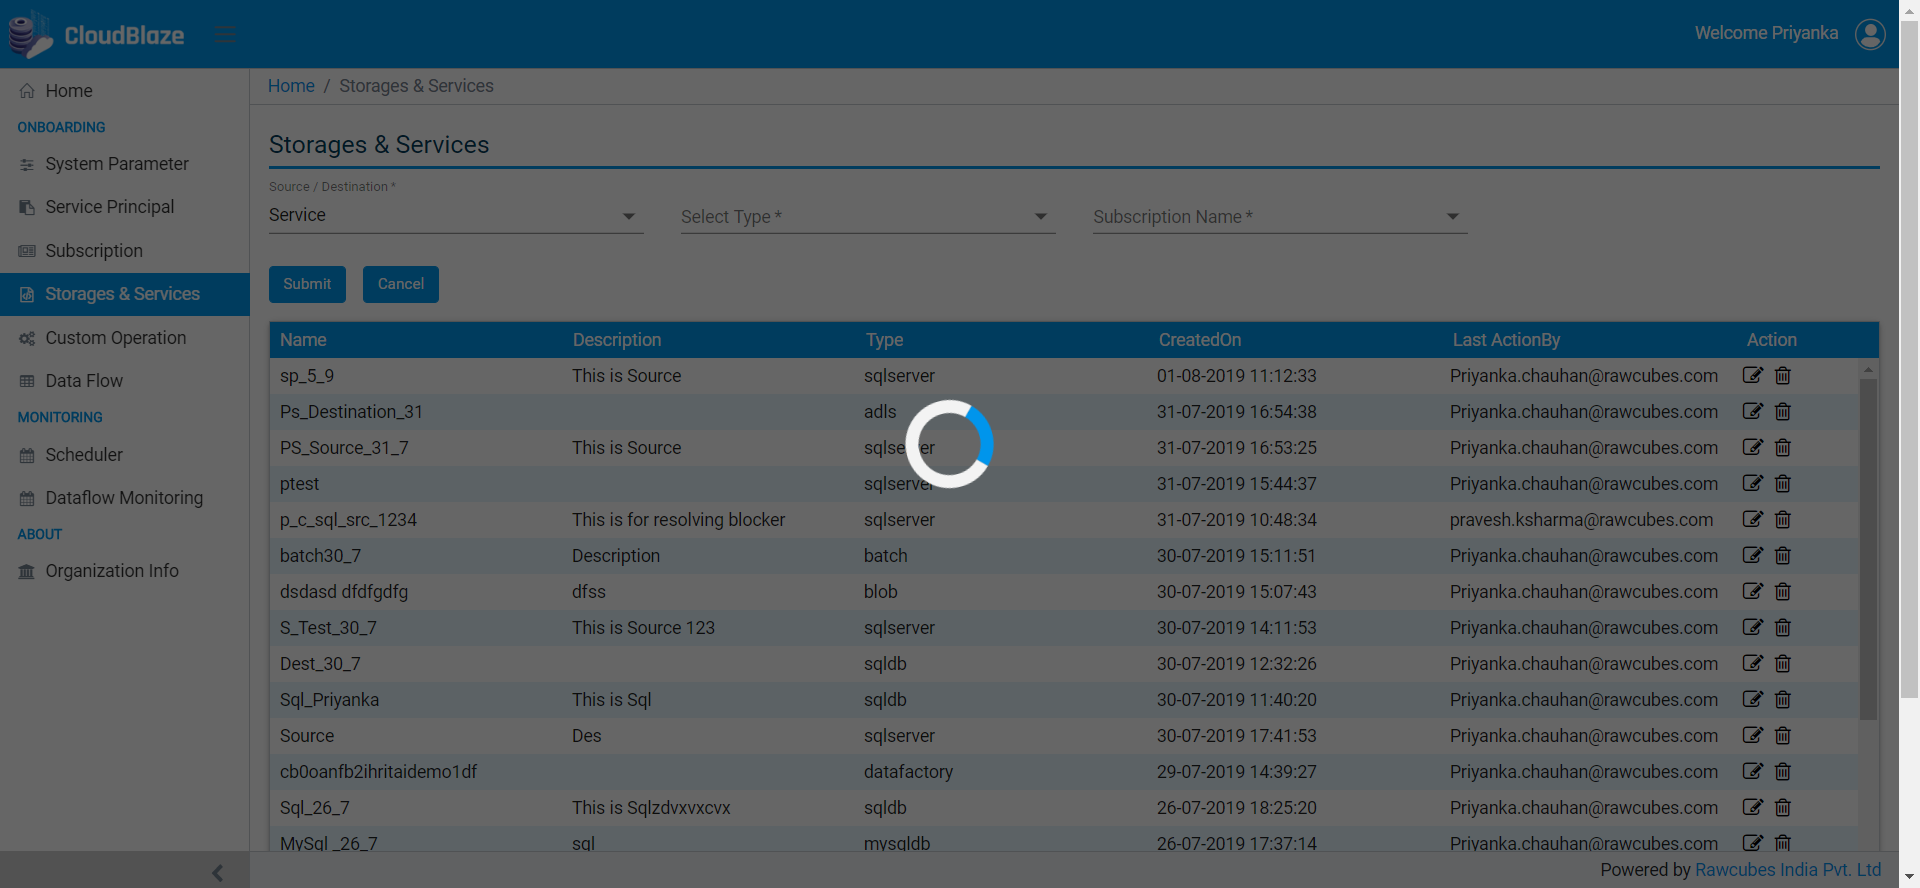 CloudBlaze
Welcome Priyanka
Home
ONBOARDING
System Parameter
Service Principal
Subscription
Storages & Services
Custom Operation
Data Flow
MONITORING
Scheduler
Dataflow Monitoring
ABOUT
Organization Info
Home / Storages & Services
Storages & Services
Source / Destination *
Service
Select Type *
Subscription Name *
Submit
Cancel
Name Description Type CreatedOn Last ActionBy Action
sp_5_9 This is Source sqlserver 01-08-2019 11:12:33 Priyanka.chauhan@rawcubes.com
Ps_Destination_31 adls 31-07-2019 16:54:38 Priyanka.chauhan@rawcubes.com
PS_Source_31_7 This is Source sqlserver 31-07-2019 16:53:25 Priyanka.chauhan@rawcubes.com
ptest sqlserver 31-07-2019 15:44:37 Priyanka.chauhan@rawcubes.com
p_c_sql_src_1234 This is for resolving blocker sqlserver 31-07-2019 10:48:34 pravesh.ksharma@rawcubes.com
batch30_7 Description batch 30-07-2019 15:11:51 Priyanka.chauhan@rawcubes.com
dsdasd dfdfgdfg dfss blob 30-07-2019 15:07:43 Priyanka.chauhan@rawcubes.com
S_Test_30_7 This is Source 123 sqlserver 30-07-2019 14:11:53 Priyanka.chauhan@rawcubes.com
Dest_30_7 sqldb 30-07-2019 12:32:26 Priyanka.chauhan@rawcubes.com
Sql_Priyanka This is Sql sqldb 30-07-2019 11:40:20 Priyanka.chauhan@rawcubes.com
Source Des sqlserver 30-07-2019 17:41:53 Priyanka.chauhan@rawcubes.com
cb0oanfb2ihritaidemo1df datafactory 29-07-2019 14:39:27 Priyanka.chauhan@rawcubes.com
Sql_26_7 This is Sqlzdvxvxcvx sqldb 26-07-2019 18:25:20 Priyanka.chauhan@rawcubes.com
MySql _26_7 sql mysqldb 26-07-2019 17:37:14 Priyanka.chauhan@rawcubes.com
Powered by Rawcubes India Pvt. Ltd